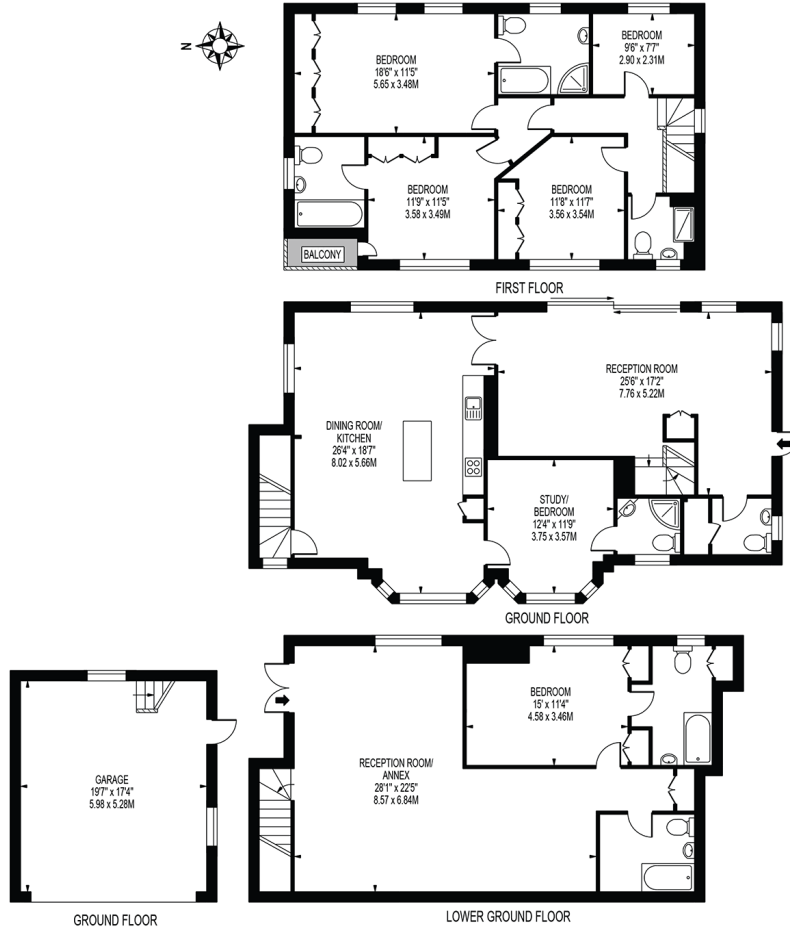 N
BEDROOM
18'6" x 11'5"
5.65 x 3.48M
BEDROOM
9'6" x 7'7"
2.90 x 2.31M
BEDROOM
11'9" x 11'5"
3.58 x 3.49M
BEDROOM
11'8" x 11'7"
3.56 x 3.54M
BALCONY
FIRST FLOOR
RECEPTION ROOM
25'6" x 17'2"
7.76 x 5.22M
DINING ROOM/
KITCHEN
26'4" x 18'7"
8.02 x 5.66M
STUDY/
BEDROOM
12'4" x 11'9"
3.75 x 3.57M
GROUND FLOOR
BEDROOM
15' x 11'4"
4.58 x 3.46M
RECEPTION ROOM/
ANNEX
28'1" x 22'5"
8.57 x 6.84M
GARAGE
19'7" x 17'4"
5.98 x 5.28M
GROUND FLOOR
LOWER GROUND FLOOR